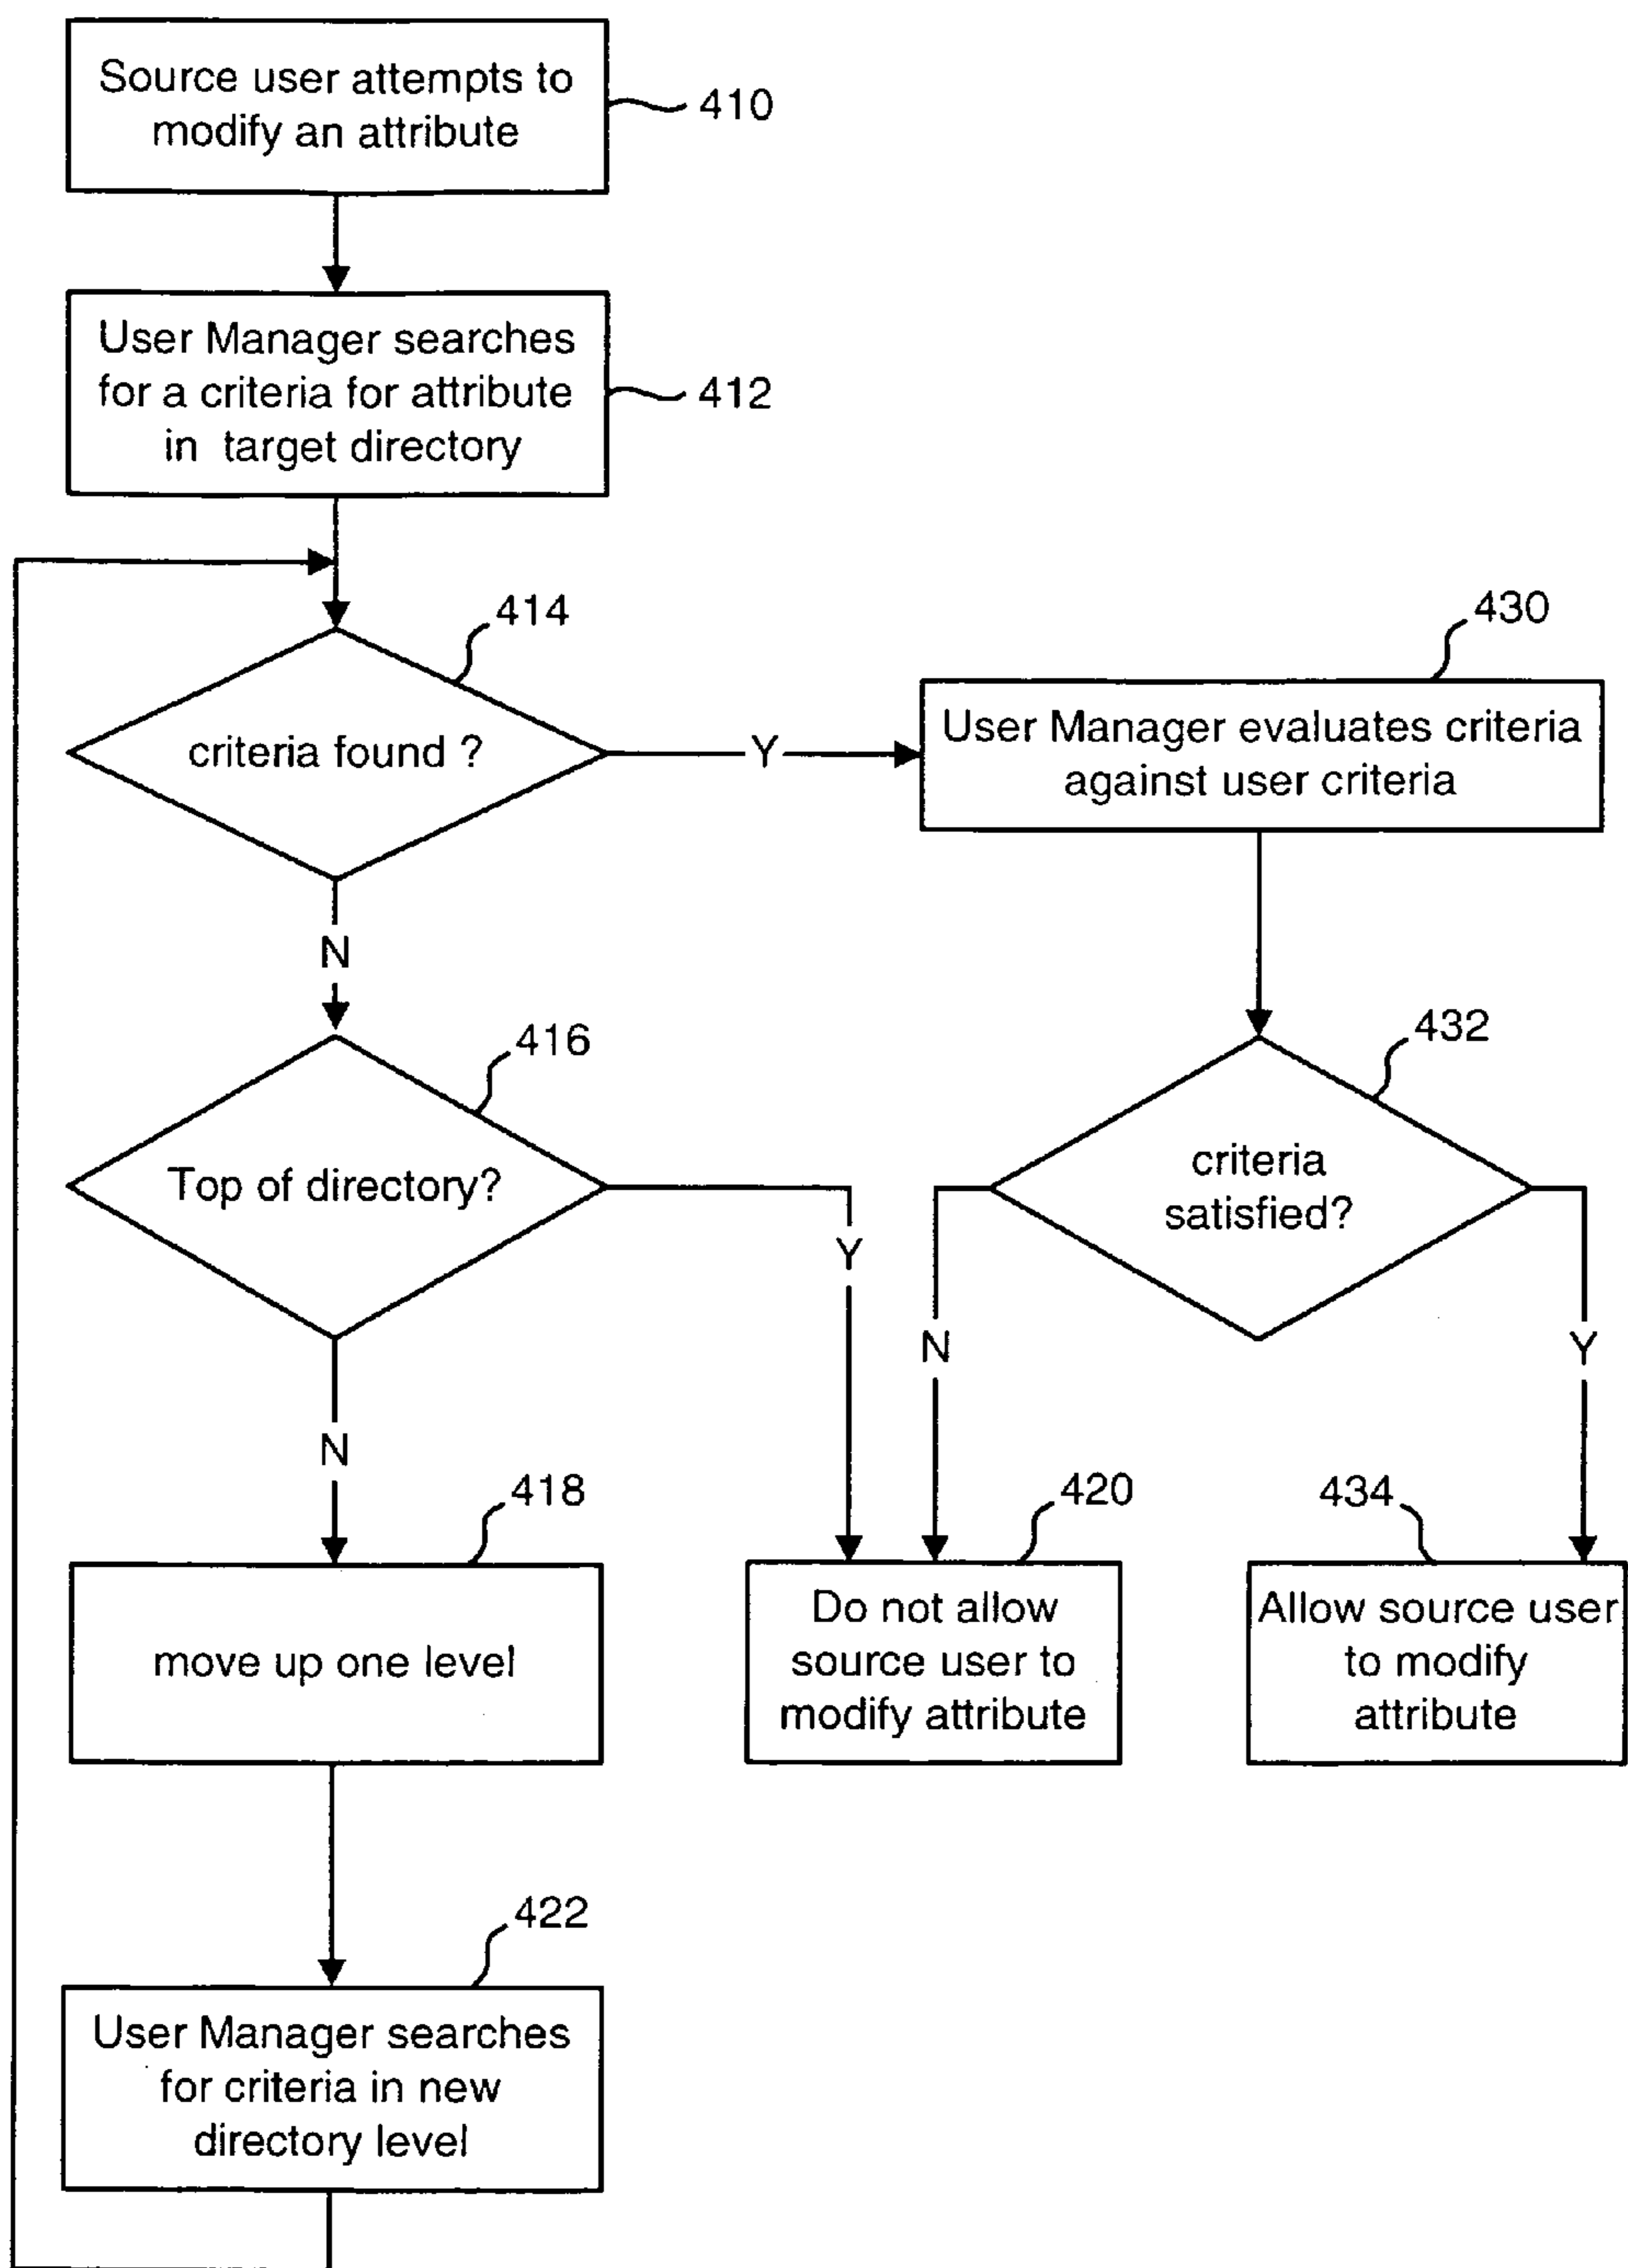 Source user attempts to
modify an attribute
410
User Manager searches
for a criteria for attribute
in target directory
412
414
criteria found ?
Y
430
User Manager evaluates criteria
against user criteria
N
416
Top of directory?
Y
432
criteria
satisfied?
N
Y
N
418
move up one level
420
Do not allow
source user to
modify attribute
434
Allow source user
to modify
attribute
422
User Manager searches
for criteria in new
directory level